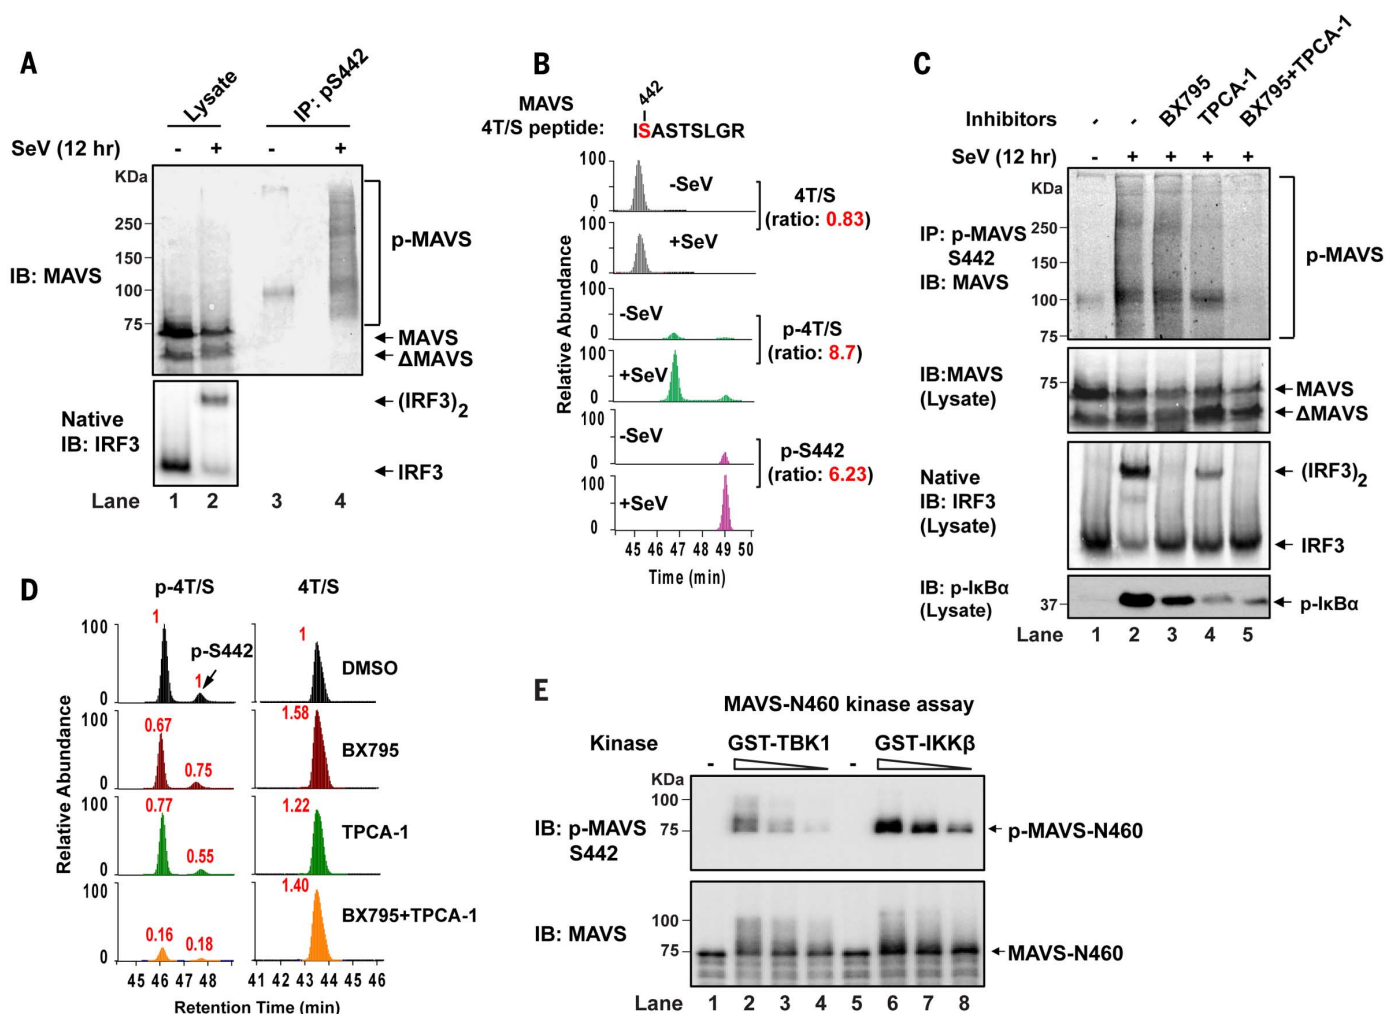 A
Lysate
IP: pS442
SeV (12 hr)
- + - +
KDa
250
150
100
75
IB: MAVS
p-MAVS
MAVS
ΔMAVS
Native
IB: IRF3
(IRF3)2
IRF3
Lane 1 2 3 4
B
442
MAVS
4T/S peptide: ISASTSLGR
Relative Abundance
100
0
-SeV
100
0
+SeV
4T/S
(ratio: 0.83)
100
0
-SeV
100
0
+SeV
p-4T/S
(ratio: 8.7)
100
0
-SeV
100
0
+SeV
p-S442
(ratio: 6.23)
45 46 47 49 50
Time (min)
C
Inhibitors - - BX795 TPCA-1 BX795+TPCA-1
SeV (12 hr) - + + + +
KDa
250
150
100
75
IP: p-MAVS
S442
IB: MAVS
p-MAVS
IB:MAVS
(Lysate)
75
MAVS
ΔMAVS
Native
IB: IRF3
(Lysate)
(IRF3)2
IRF3
IB: p-IκBα
(Lysate)
37
p-IκBα
Lane 1 2 3 4 5
D
p-4T/S 4T/S
Relative Abundance
100
0
1
p-S442
1
1
DMSO
100
0
0.67
0.75
1.58
BX795
100
0
0.77
0.55
1.22
TPCA-1
100
0
0.16
0.18
1.40
BX795+TPCA-1
45 46 47 48 41 42 43 44 45 46
Retention Time (min)
E
MAVS-N460 kinase assay
Kinase GST-TBK1 GST-IKKβ
- -
KDa
100
75
IB: p-MAVS
S442
p-MAVS-N460
100
75
IB: MAVS
MAVS-N460
Lane 1 2 3 4 5 6 7 8